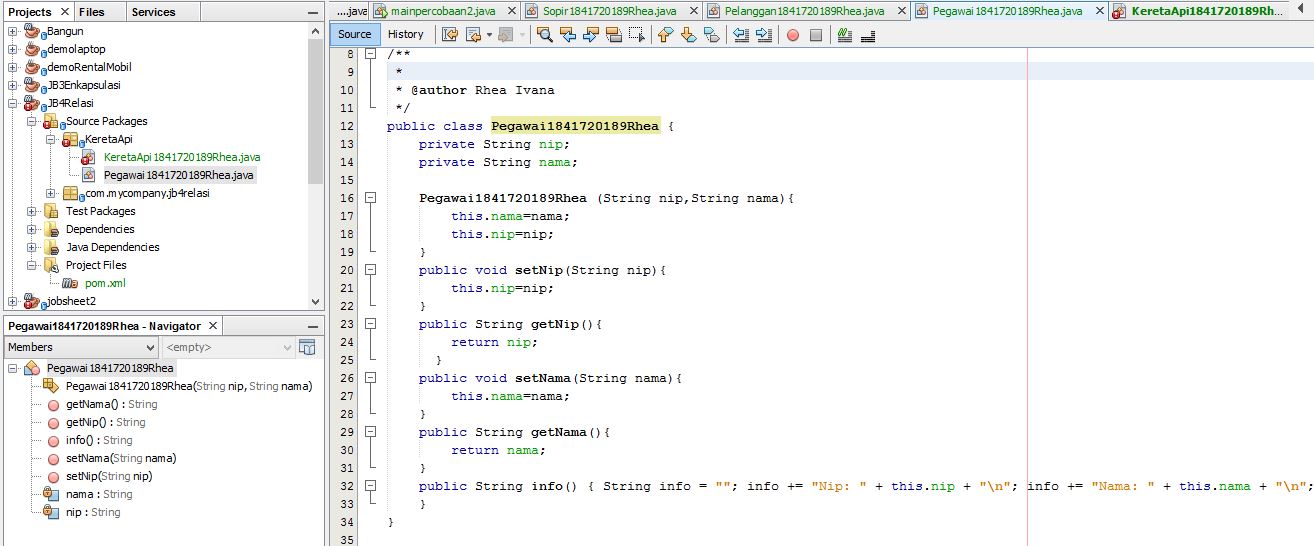 Projects Files Services
Bangun
demolaptop
demoRentalMobil
JB3Enkapsulasi
JB4Relasi
Source Packages
KeretaApi
KeretaApi1841720189Rhea.java
Pegawai1841720189Rhea.java
com.mycompany.jb4relasi
Test Packages
Dependencies
Java Dependencies
Project Files
pom.xml
jobsheet2
Pegawai1841720189Rhea - Navigator
Members <empty>
Pegawai1841720189Rhea
Pegawai1841720189Rhea(String nip, String nama)
getNama() : String
getNip() : String
info() : String
setNama(String nama)
setNip(String nip)
nama : String
nip : String
....java mainpercobaan2.java Sopir1841720189Rhea.java Pelanggan1841720189Rhea.java Pegawai1841720189Rhea.java KeretaApi1841720189Rh...
Source History
8 /**
9 *
10 * @author Rhea Ivana
11 */
12 public class Pegawai1841720189Rhea {
13 private String nip;
14 private String nama;
15
16 Pegawai1841720189Rhea (String nip,String nama){
17 this.nama=nama;
18 this.nip=nip;
19 }
20 public void setNip(String nip){
21 this.nip=nip;
22 }
23 public String getNip(){
24 return nip;
25 }
26 public void setNama(String nama){
27 this.nama=nama;
28 }
29 public String getNama(){
30 return nama;
31 }
32 public String info() { String info = ""; info += "Nip: " + this.nip + "\n"; info += "Nama: " + this.nama + "\n";
33 }
34 }
35